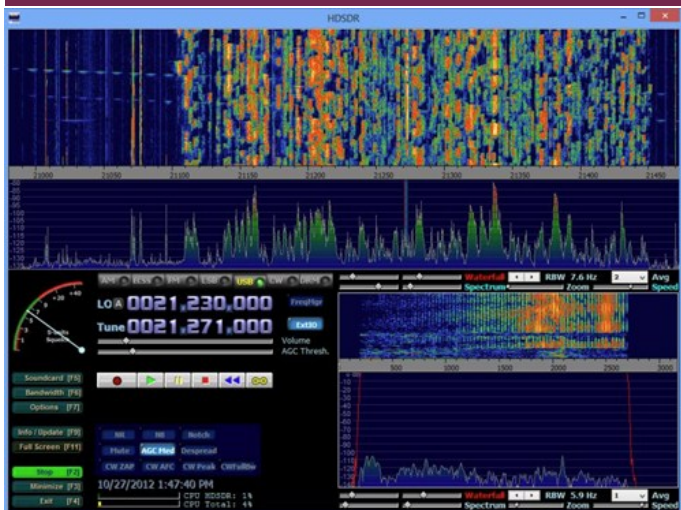 HDSDR
21000 21050 21100 21150 21200 21250 21300 21350 21400 21450
AM ECSS FM LSB USB CW DRM
LO A 0021.230.000 FreqMgr
Tune 0021.271.000 ExtIO
Volume
AGC Thresh.
+20 +40
S-units
Squelch
Waterfall RBW 7.6 Hz 2 Avg
Spectrum Zoom Speed
500 1000 1500 2000 2500 3000
Soundcard [F5]
Bandwidth [F6]
Options [F7]
Info / Update [F9]
Full Screen [F11]
Stop [F2]
Minimize [F3]
Exit [F4]
NR NB Notch
Mute AGC Med Despread
CW ZAP CW AFC CW Peak CWFullBw
10/27/2012 1:47:40 PM
CPU HDSDR: 1%
CPU Total: 4%
Waterfall RBW 5.9 Hz 1 Avg
Spectrum Zoom Speed